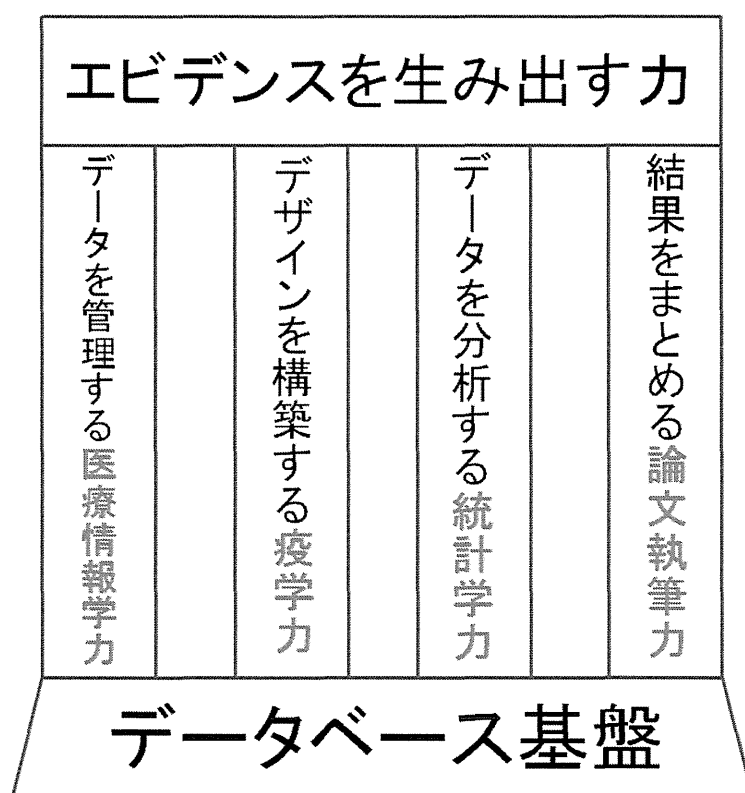 エビデンスを生み出す力
データを管理する医療情報学力
デザインを構築する疫学力
データを分析する統計学力
結果をまとめる論文執筆力
データベース基盤